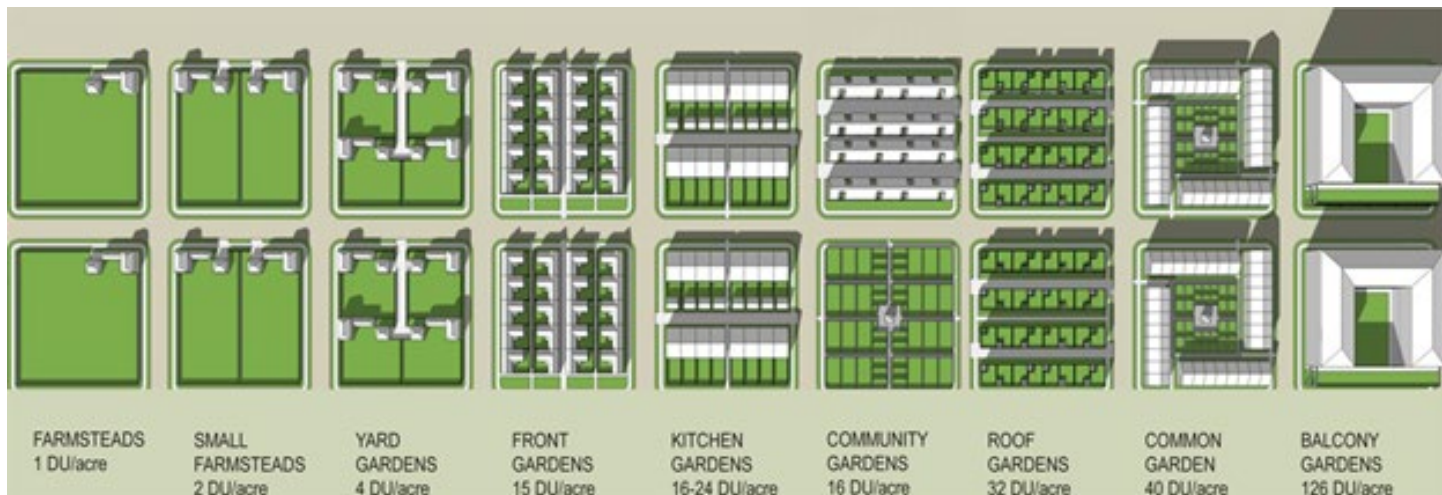 FARMSTEADS
1 DU/acre
SMALL
FARMSTEADS
2 DU/acre
YARD
GARDENS
4 DU/acre
FRONT
GARDENS
15 DU/acre
KITCHEN
GARDENS
16-24 DU/acre
COMMUNITY
GARDENS
16 DU/acre
ROOF
GARDENS
32 DU/acre
COMMON
GARDEN
40 DU/acre
BALCONY
GARDENS
126 DU/acre